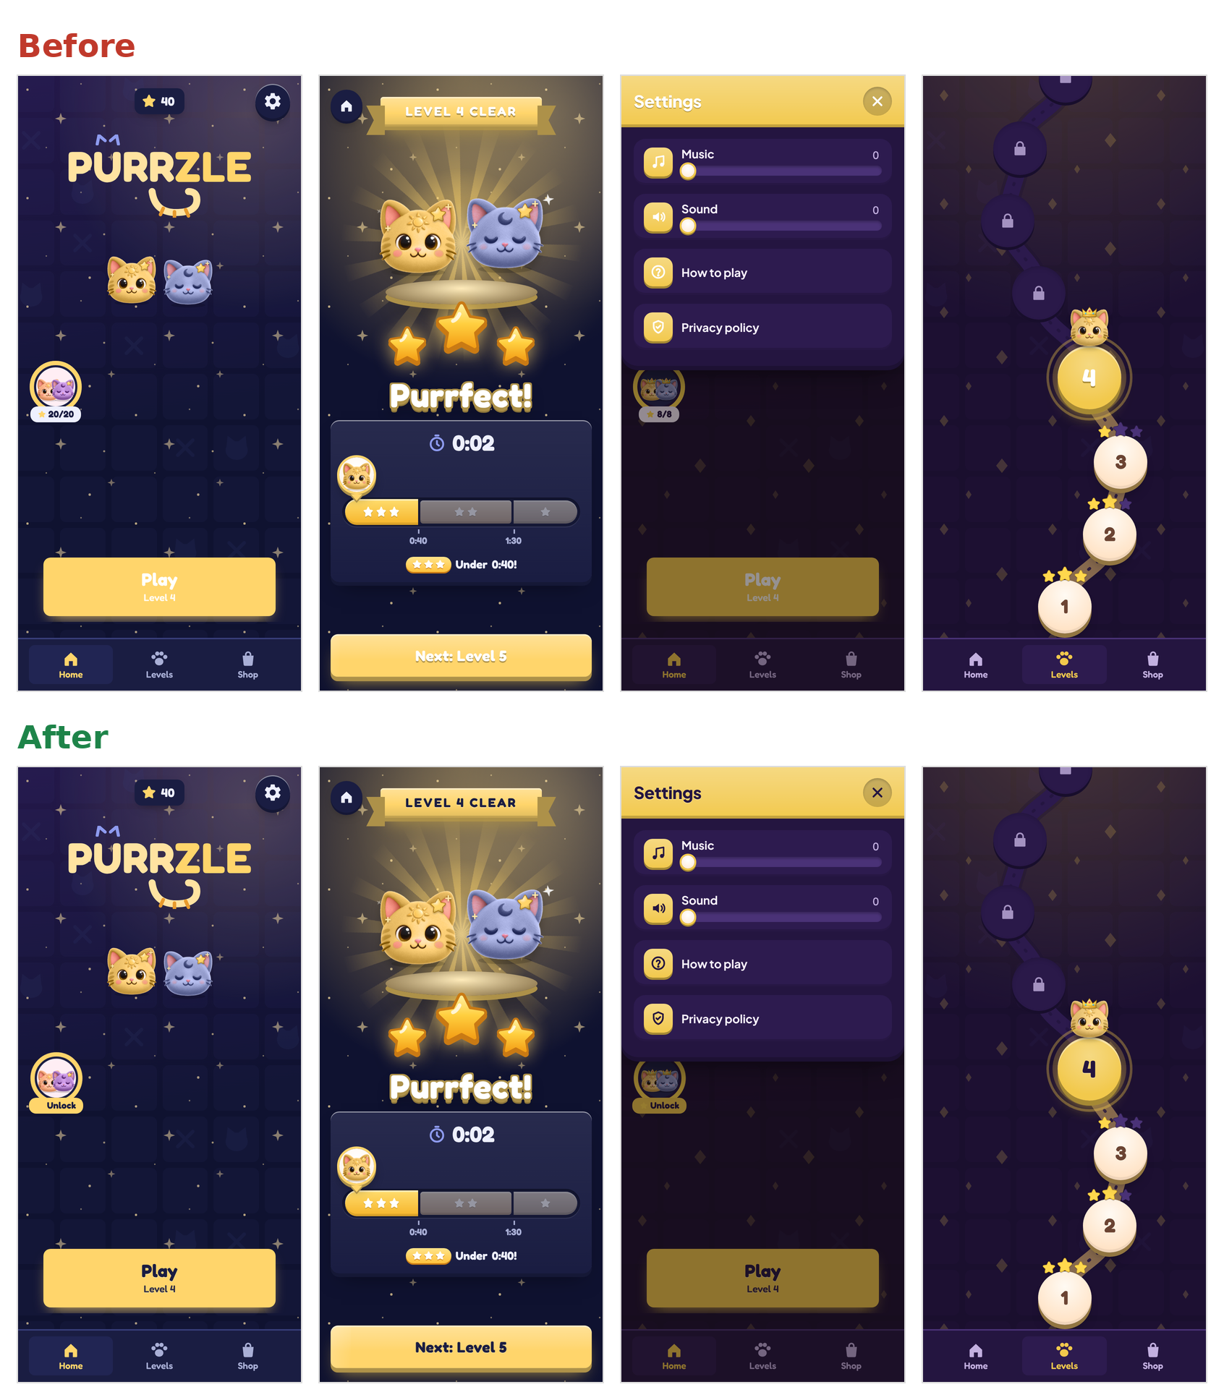 Before
40
PURRZLE
20/20
Play
Level 4
Home
Levels
Shop
LEVEL 4 CLEAR
Purrfect!
0:02
0:40
1:30
Under 0:40!
Next: Level 5
Settings
Music
0
Sound
0
How to play
Privacy policy
8/8
Play
Level 4
Home
Levels
Shop
4
3
2
1
Home
Levels
Shop
After
40
PURRZLE
Unlock
Play
Level 4
Home
Levels
Shop
LEVEL 4 CLEAR
Purrfect!
0:02
0:40
1:30
Under 0:40!
Next: Level 5
Settings
Music
0
Sound
0
How to play
Privacy policy
Unlock
Play
Level 4
Home
Levels
Shop
4
3
2
1
Home
Levels
Shop